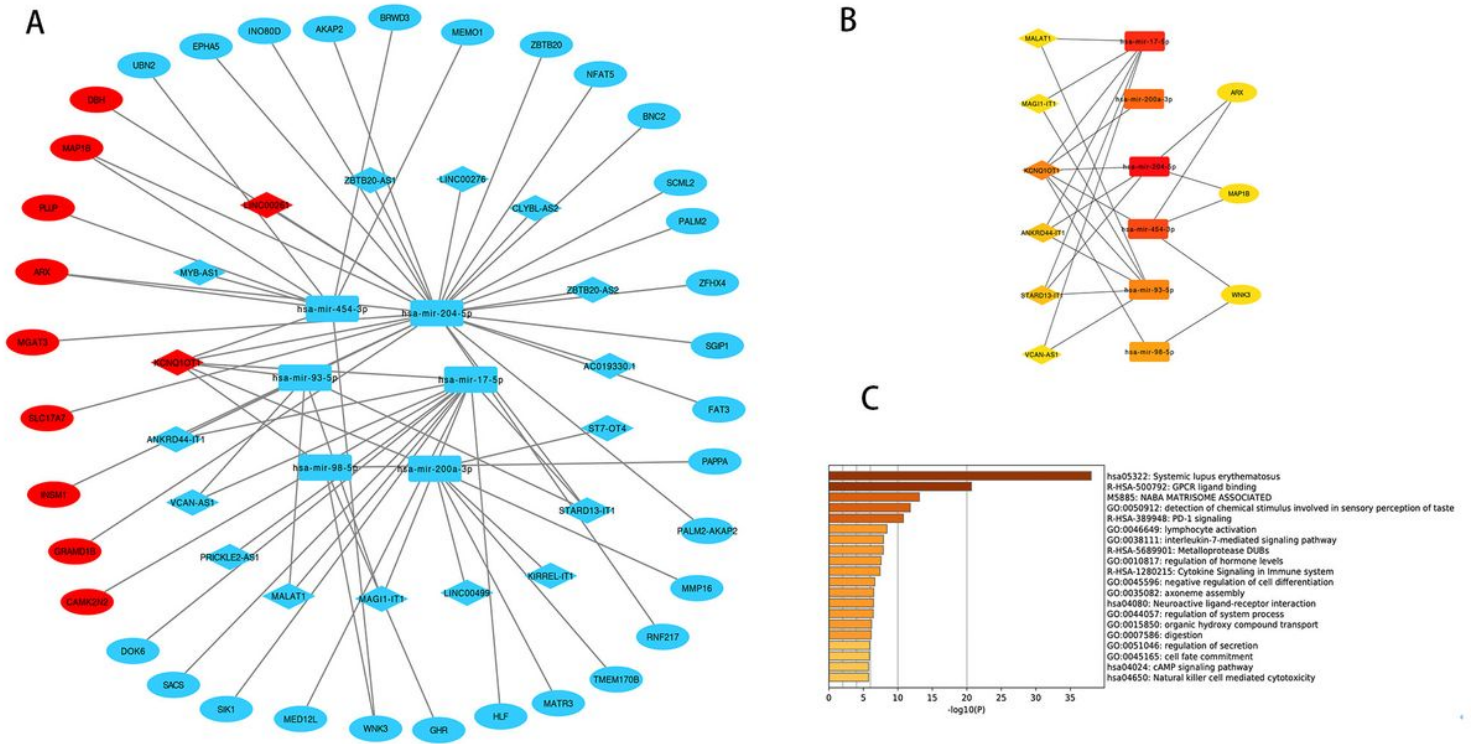 A
BRWD3
AKAP2
INO80D
MEMO1
EPHA5
ZBTB20
UBN2
NFAT5
DBH
BNC2
MAP1B
ZBTB20-AS1
LINC00276
SCML2
LINC00261
CLYBL-AS2
PALM2
ARX
MYB-AS1
ZBTB20-AS2
ZFHX4
hsa-mir-454-3p
hsa-mir-204-5p
MGAT3
SGIP1
KCNQ1OT1
AC019330.1
hsa-mir-93-5p
hsa-mir-17-5p
SLC17A7
FAT3
ANKRD44-IT1
ST7-OT4
hsa-mir-98-5p
hsa-mir-200a-3p
PAPPA
INSM1
VCAN-AS1
STARD13-IT1
PALM2-AKAP2
GRAMD1B
PRICKLE2-AS1
KIRREL-IT1
MMP16
CAMK2N2
MALAT1
MAGI1-IT1
LINC00499
RNF217
DOK6
SACS
TMEM170B
SIK1
MATR3
MED12L
WNK3
GHR
HLF
B
MALAT1
hsa-mir-17-5p
MAGI1-IT1
hsa-mir-200a-3p
ARX
KCNQ1OT1
hsa-mir-204-5p
MAP1B
ANKRD44-IT1
hsa-mir-454-3p
STARD13-IT1
hsa-mir-93-5p
WNK3
VCAN-AS1
hsa-mir-98-5p
C
hsa05322: Systemic lupus erythematosus
R-HSA-500792: GPCR ligand binding
M5885: NABA MATRISOME ASSOCIATED
GO:0050912: detection of chemical stimulus involved in sensory perception of taste
R-HSA-389948: PD-1 signaling
GO:0046649: lymphocyte activation
GO:0038111: interleukin-7-mediated signaling pathway
R-HSA-5689901: Metalloprotease DUBs
GO:0010817: regulation of hormone levels
R-HSA-1280215: Cytokine Signaling in Immune system
GO:0045596: negative regulation of cell differentiation
GO:0035082: axoneme assembly
hsa04080: Neuroactive ligand-receptor interaction
GO:0044057: regulation of system process
GO:0015850: organic hydroxy compound transport
GO:0007586: digestion
GO:0051046: regulation of secretion
GO:0045165: cell fate commitment
hsa04024: cAMP signaling pathway
hsa04650: Natural killer cell mediated cytotoxicity
0 5 10 15 20 25 30 35
-log10(P)